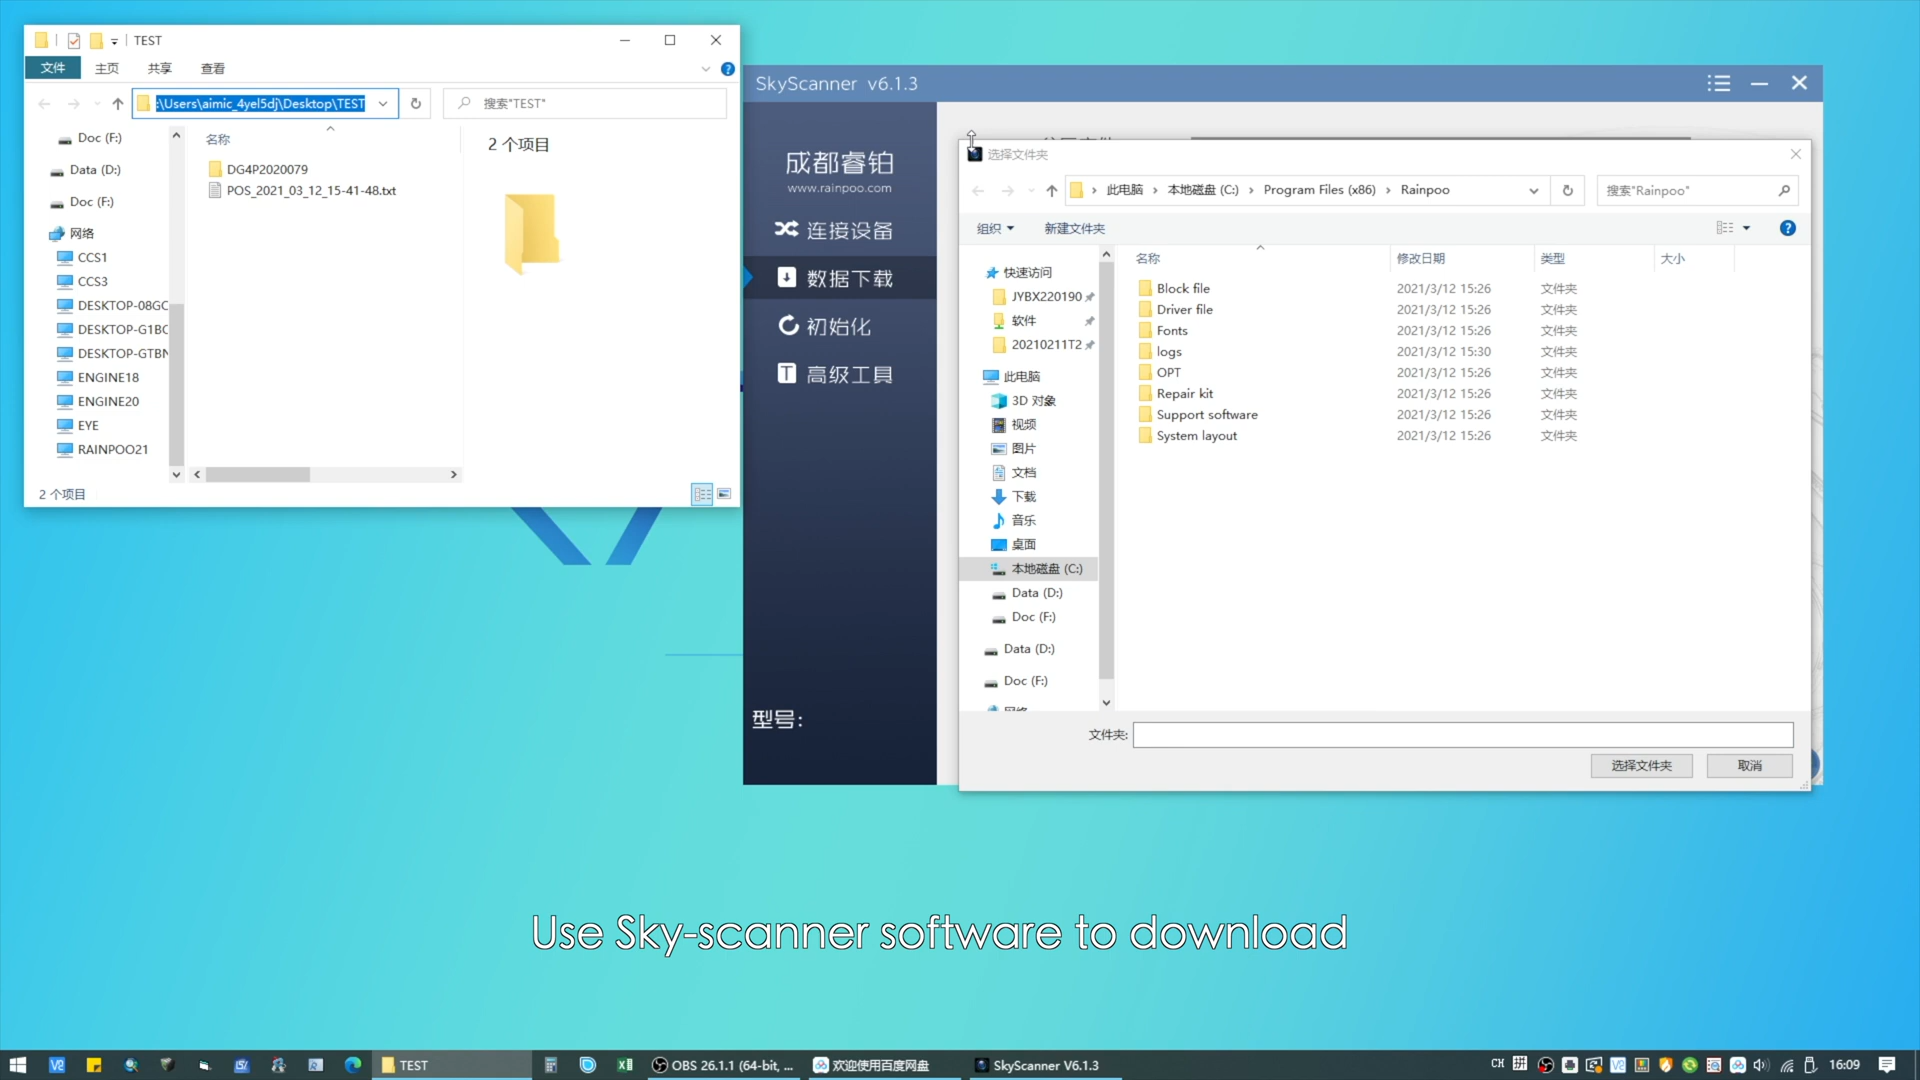 TEST
文件 主页 共享 查看
:\Users\aimic_4yel5dj\Desktop\TEST
搜索"TEST"
Doc (F:)
Data (D:)
Doc (F:)
网络
CCS1
CCS3
DESKTOP-08GC
DESKTOP-G1BC
DESKTOP-GTBN
ENGINE18
ENGINE20
EYE
RAINPOO21
名称
DG4P2020079
POS_2021_03_12_15-41-48.txt
2 个项目
2 个项目
SkyScanner v6.1.3
成都睿铂
www.rainpoo.com
连接设备
数据下载
初始化
高级工具
型号:
选择文件夹
此电脑 › 本地磁盘 (C:) › Program Files (x86) › Rainpoo
搜索"Rainpoo"
组织 新建文件夹
快速访问
JYBX220190
软件
20210211T2
此电脑
3D 对象
视频
图片
文档
下载
音乐
桌面
本地磁盘 (C:)
Data (D:)
Doc (F:)
Data (D:)
Doc (F:)
名称 修改日期 类型 大小
Block file 2021/3/12 15:26 文件夹
Driver file 2021/3/12 15:26 文件夹
Fonts 2021/3/12 15:26 文件夹
logs 2021/3/12 15:30 文件夹
OPT 2021/3/12 15:26 文件夹
Repair kit 2021/3/12 15:26 文件夹
Support software 2021/3/12 15:26 文件夹
System layout 2021/3/12 15:26 文件夹
文件夹:
选择文件夹 取消
Use Sky-scanner software to download
TEST
OBS 26.1.1 (64-bit, ...
欢迎使用百度网盘
SkyScanner V6.1.3
CH 拼
16:09